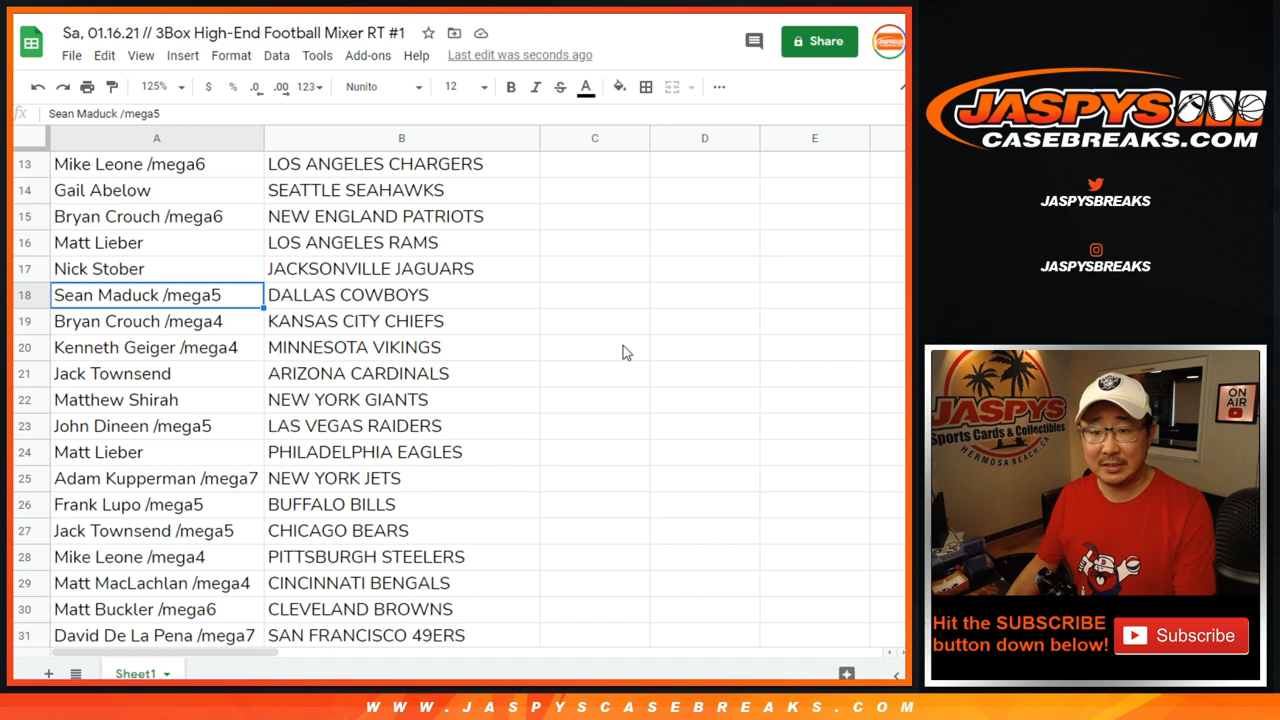 Sa, 01.16.21 // 3Box High-End Football Mixer RT #1
Share
File Edit View Insert Format Data Tools Add-ons Help Last edit was seconds ago
125% $ % .0 .00 123 Nunito 12 B I S A
fx Sean Maduck /mega5
A B C D E
13 Mike Leone /mega6 LOS ANGELES CHARGERS
14 Gail Abelow SEATTLE SEAHAWKS
15 Bryan Crouch /mega6 NEW ENGLAND PATRIOTS
16 Matt Lieber LOS ANGELES RAMS
17 Nick Stober JACKSONVILLE JAGUARS
18 Sean Maduck /mega5 DALLAS COWBOYS
19 Bryan Crouch /mega4 KANSAS CITY CHIEFS
20 Kenneth Geiger /mega4 MINNESOTA VIKINGS
21 Jack Townsend ARIZONA CARDINALS
22 Matthew Shirah NEW YORK GIANTS
23 John Dineen /mega5 LAS VEGAS RAIDERS
24 Matt Lieber PHILADELPHIA EAGLES
25 Adam Kupperman /mega7 NEW YORK JETS
26 Frank Lupo /mega5 BUFFALO BILLS
27 Jack Townsend /mega5 CHICAGO BEARS
28 Mike Leone /mega4 PITTSBURGH STEELERS
29 Matt MacLachlan /mega4 CINCINNATI BENGALS
30 Matt Buckler /mega6 CLEVELAND BROWNS
31 David De La Pena /mega7 SAN FRANCISCO 49ERS
Sheet1
JASPYS
CASEBREAKS.COM
JASPYSBREAKS
JASPYSBREAKS
JASPYS
Sports Cards & Collectibles
HERMOSA BEACH, CA
ON
AIR
Hit the SUBSCRIBE
button down below!
Subscribe
WWW.JASPYSCASEBREAKS.COM